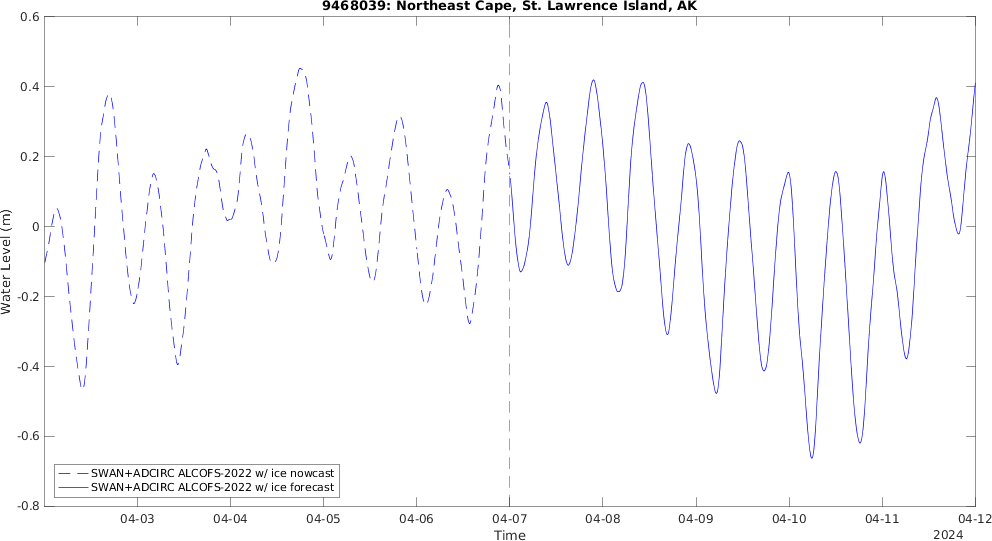 9468039: Northeast Cape, St. Lawrence Island, AK
0.6
0.4
0.2
0
-0.2
-0.4
-0.6
-0.8
Water Level (m)
SWAN+ADCIRC ALCOFS-2022 w/ ice nowcast
SWAN+ADCIRC ALCOFS-2022 w/ ice forecast
04-03 04-04 04-05 04-06 04-07 04-08 04-09 04-10 04-11 04-12
Time
2024